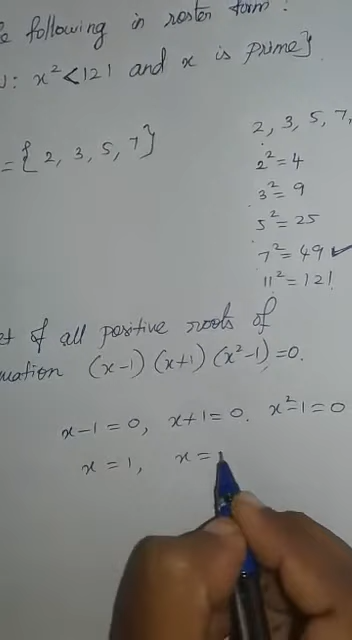 following in roster form :
: x² < 121 and x is prime}
= { 2, 3, 5, 7 }
2, 3, 5, 7,
2² = 4
3² = 9
5² = 25
7² = 49 ✓
11² = 121
of all positive roots of
(x-1) (x+1) (x²-1) = 0.
x-1 = 0, x+1 = 0. x²-1 = 0
x = 1, x =